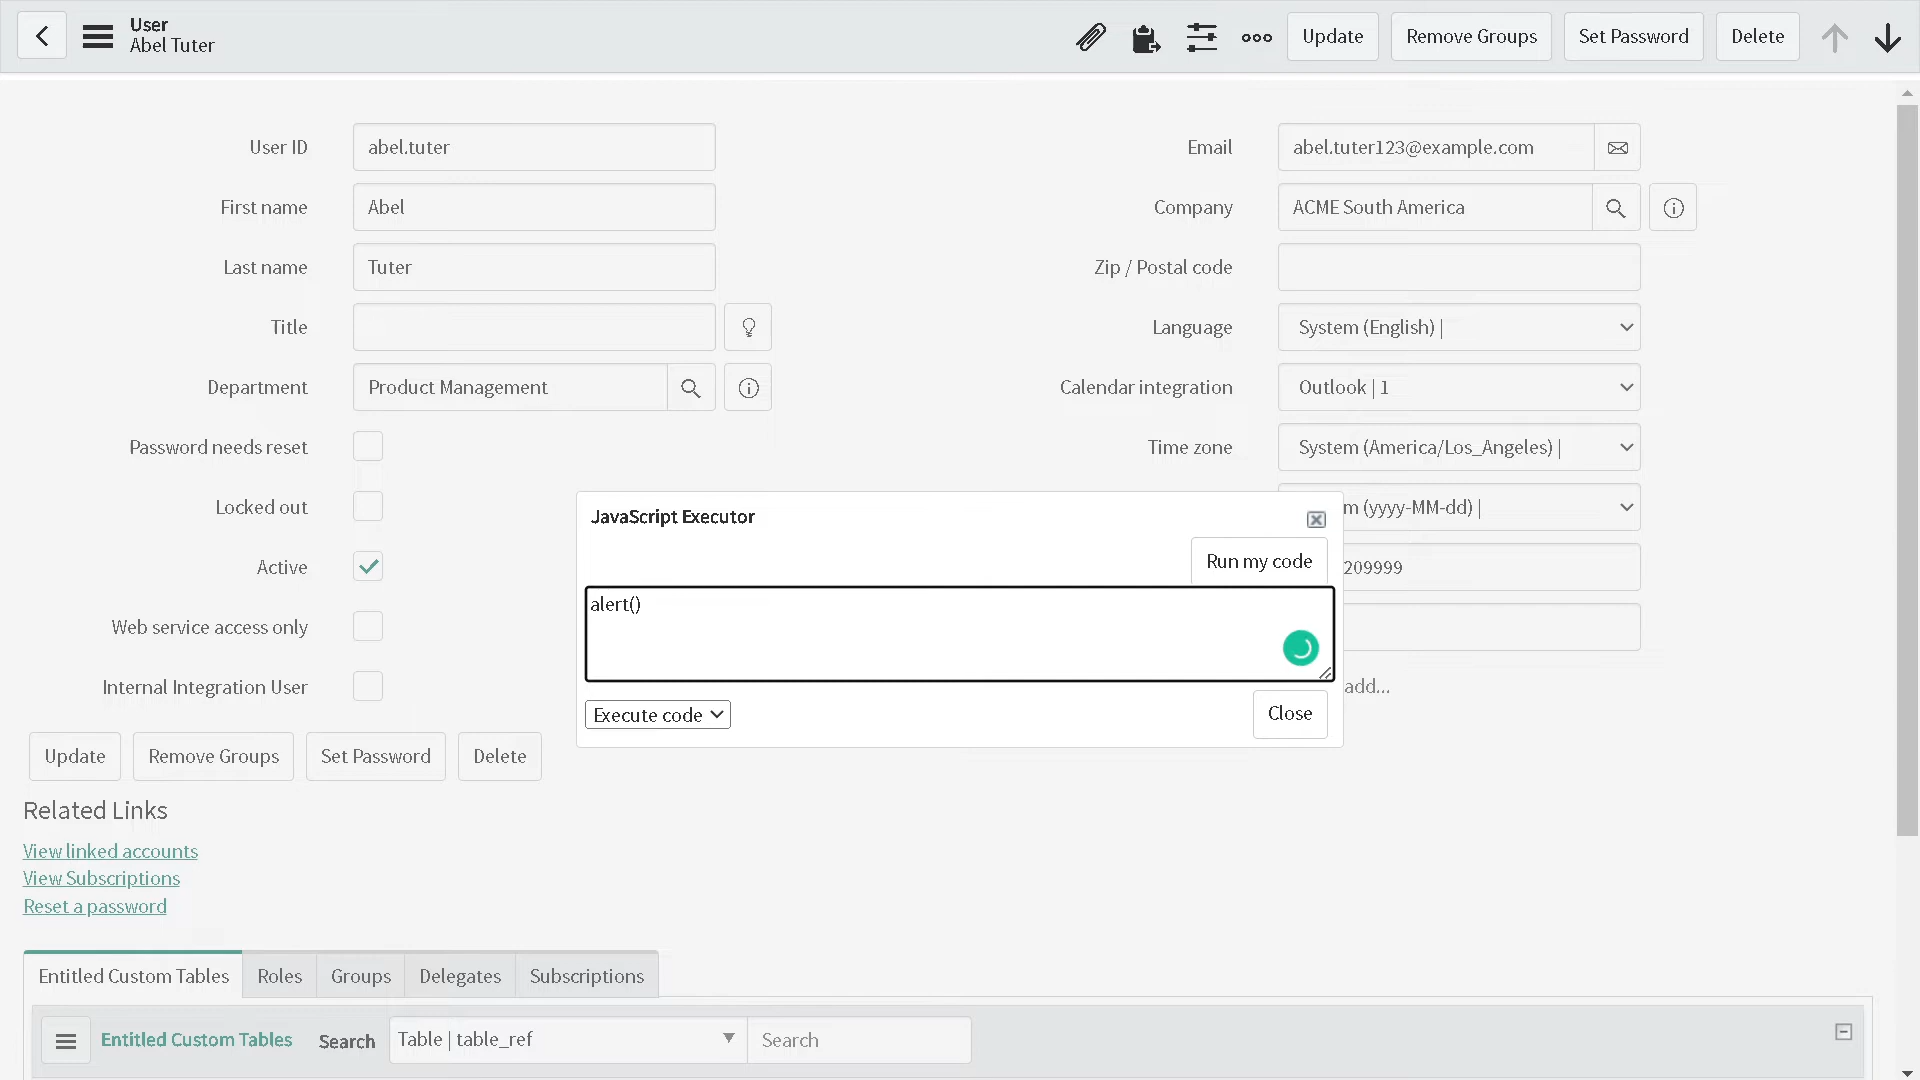 User
Abel Tuter
Update
Remove Groups
Set Password
Delete
User ID
abel.tuter
First name
Abel
Last name
Tuter
Title
Department
Product Management
Password needs reset
Locked out
Active
Web service access only
Internal Integration User
Email
abel.tuter123@example.com
Company
ACME South America
Zip / Postal code
Language
System (English) |
Calendar integration
Outlook | 1
Time zone
System (America/Los_Angeles) |
m (yyyy-MM-dd) |
209999
add...
JavaScript Executor
Run my code
alert()
Execute code
Close
Update
Remove Groups
Set Password
Delete
Related Links
View linked accounts
View Subscriptions
Reset a password
Entitled Custom Tables
Roles
Groups
Delegates
Subscriptions
Entitled Custom Tables
Search
Table | table_ref
Search